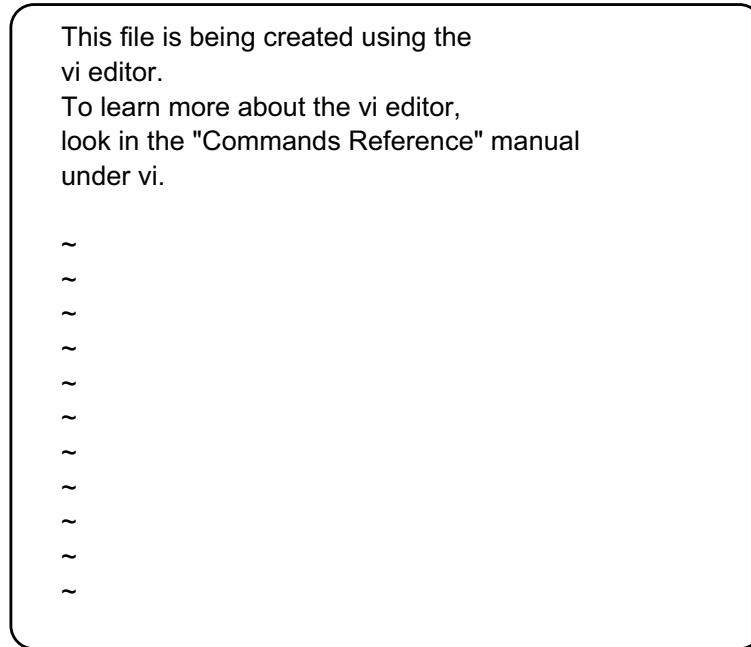 This file is being created using the
vi editor.
To learn more about the vi editor,
look in the "Commands Reference" manual
under vi.
~
~
~
~
~
~
~
~
~
~
~